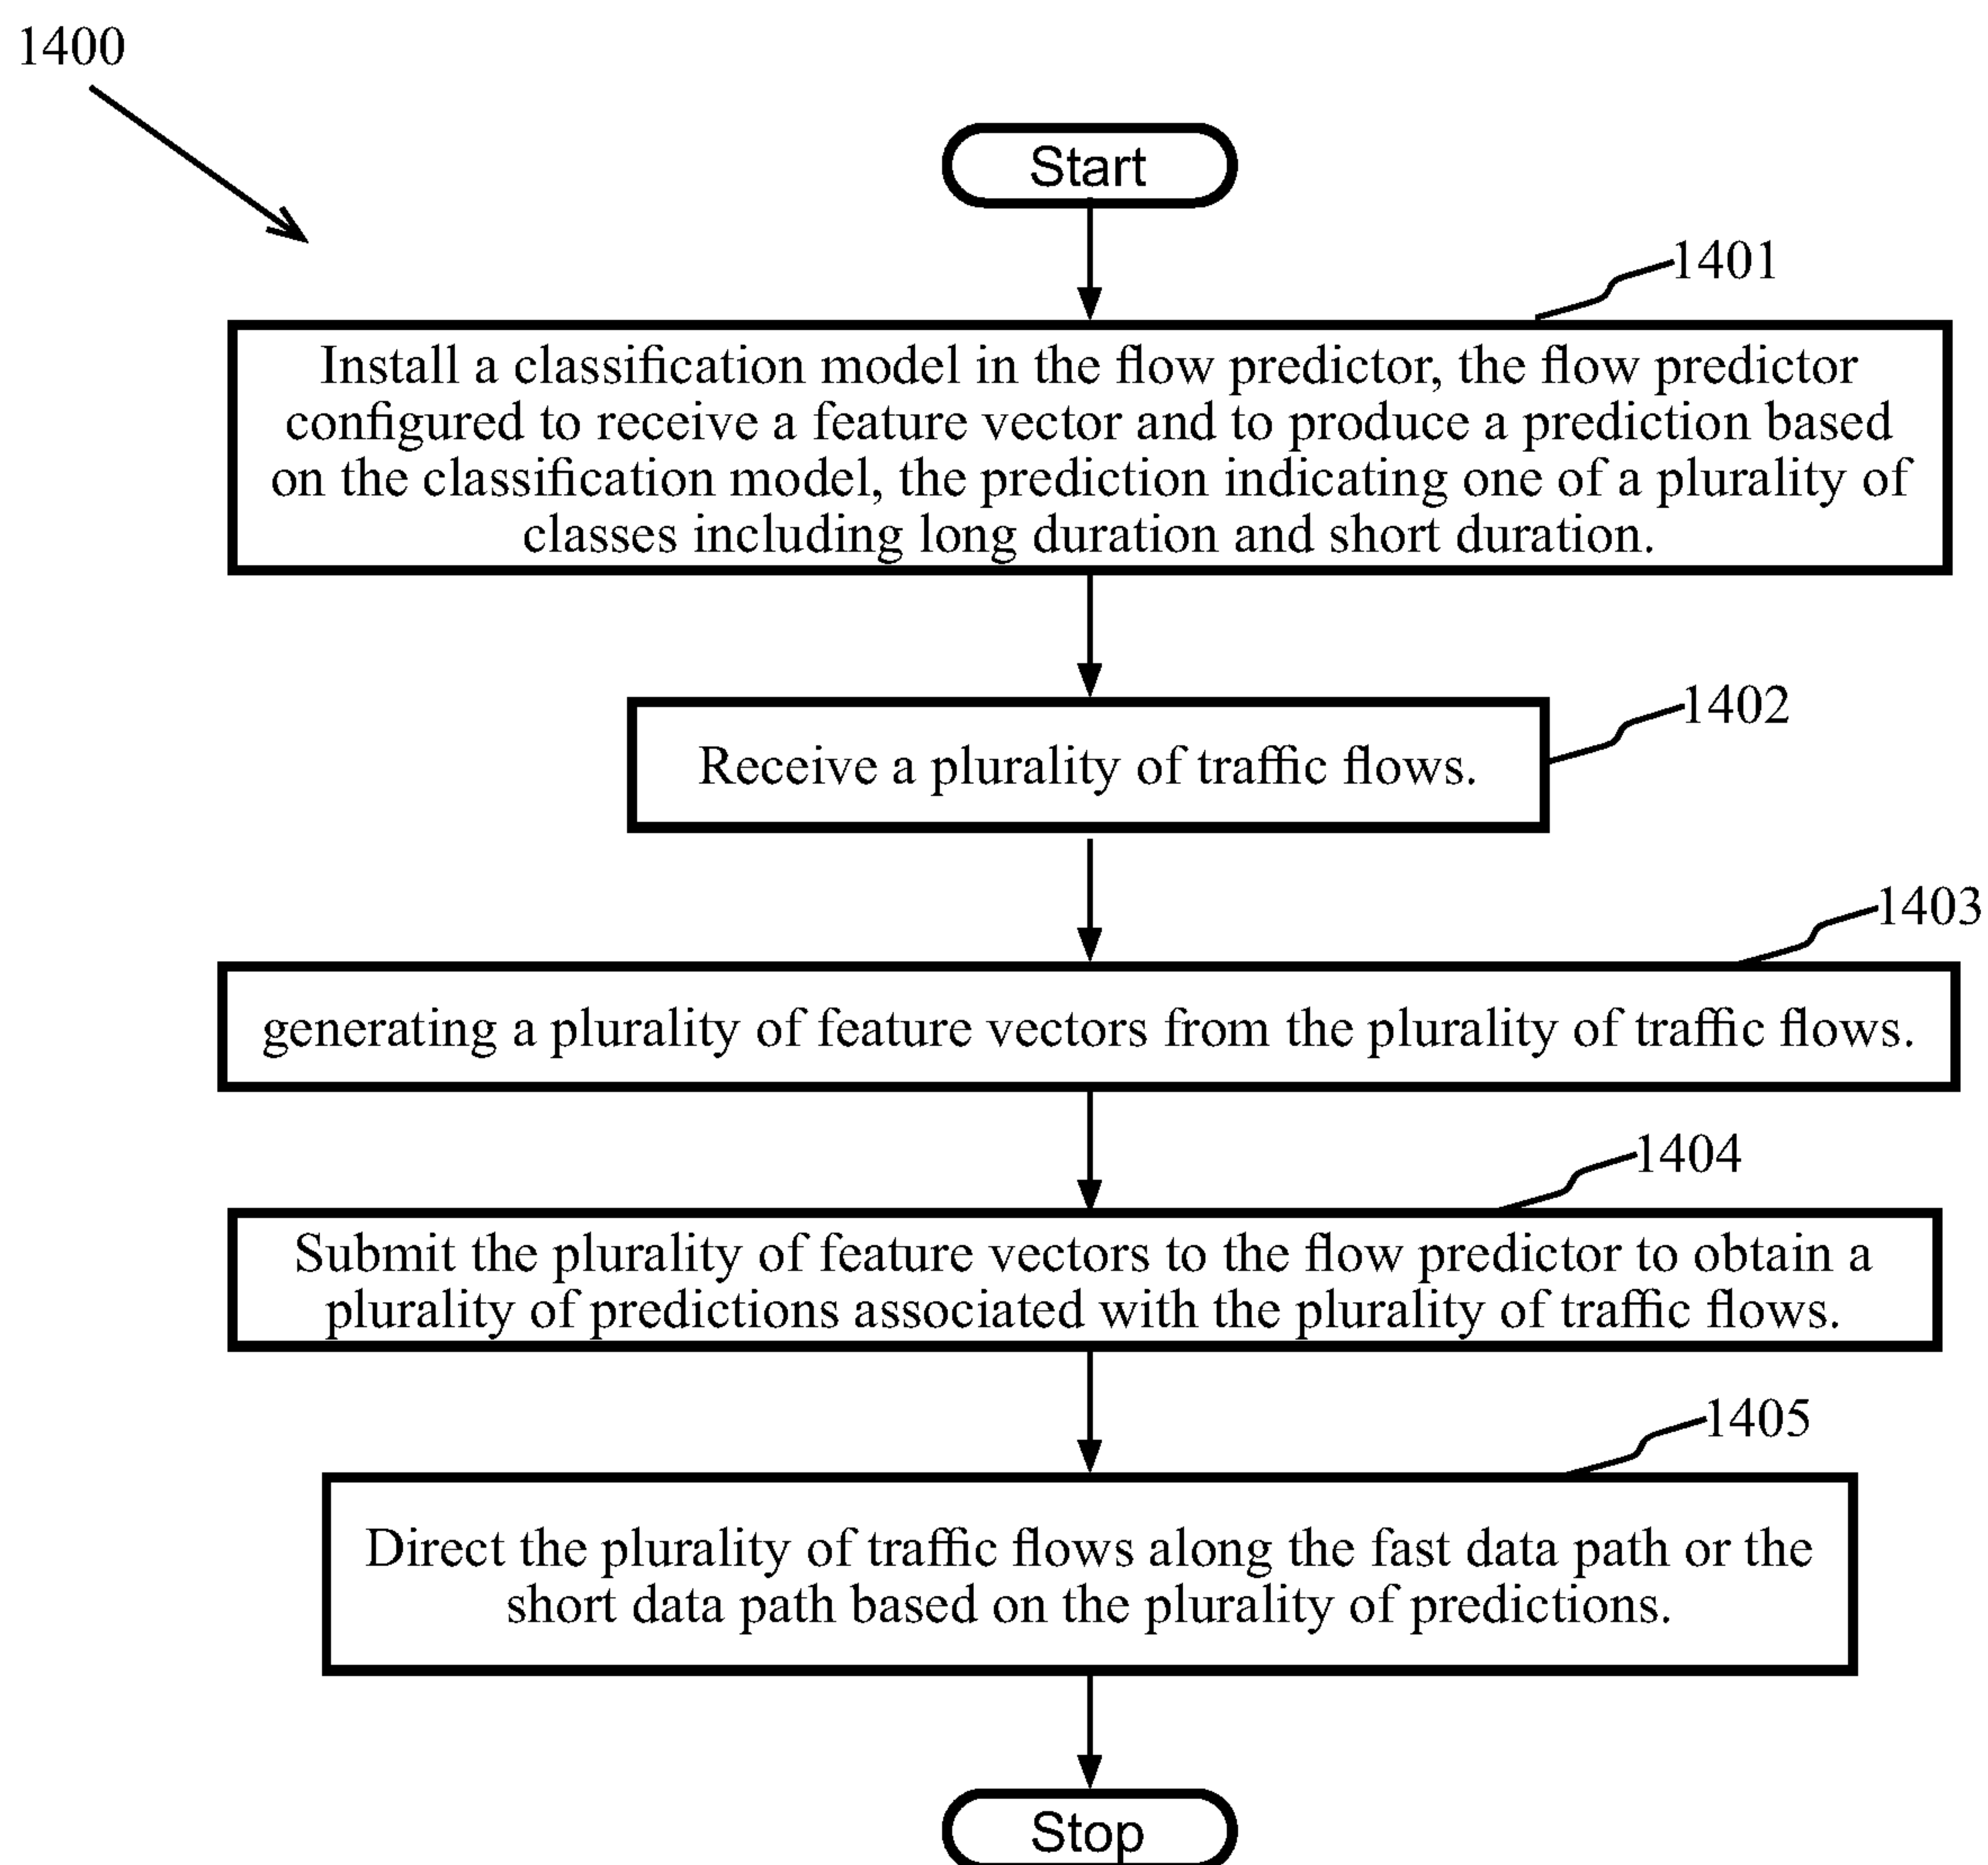 1400
Start
1401
Install a classification model in the flow predictor, the flow predictor
configured to receive a feature vector and to produce a prediction based
on the classification model, the prediction indicating one of a plurality of
classes including long duration and short duration.
1402
Receive a plurality of traffic flows.
1403
generating a plurality of feature vectors from the plurality of traffic flows.
1404
Submit the plurality of feature vectors to the flow predictor to obtain a
plurality of predictions associated with the plurality of traffic flows.
1405
Direct the plurality of traffic flows along the fast data path or the
short data path based on the plurality of predictions.
Stop